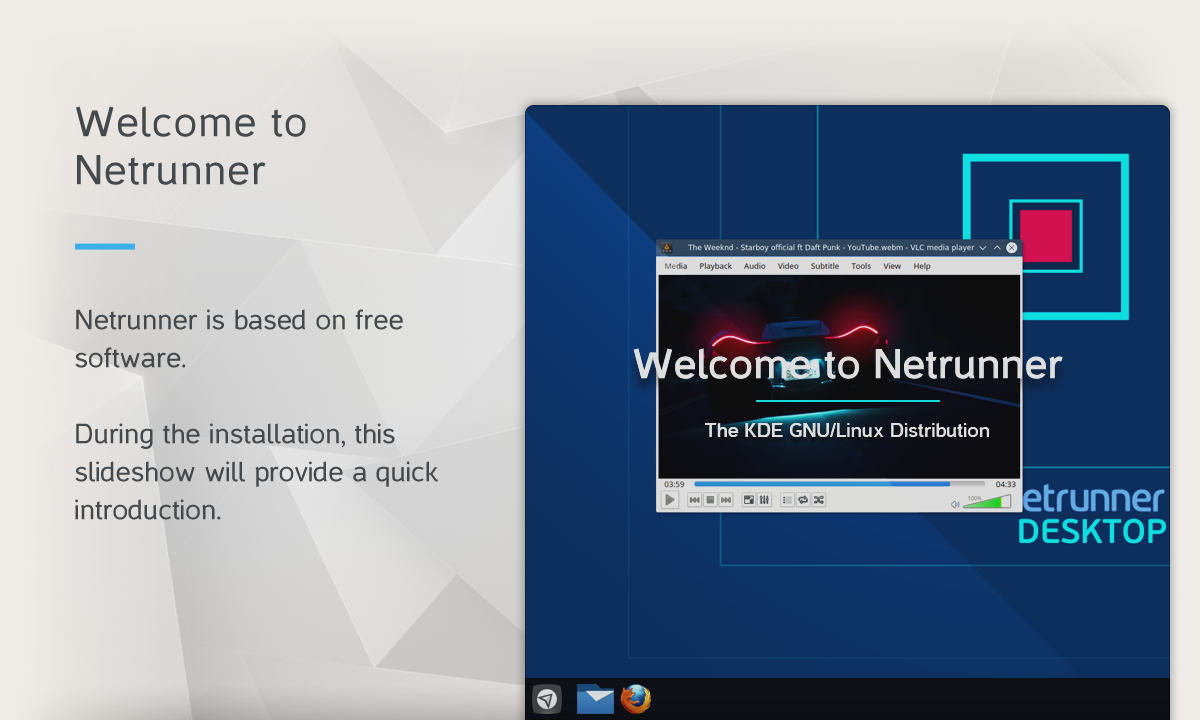 Welcome to
Netrunner
Netrunner is based on free
software.
During the installation, this
slideshow will provide a quick
introduction.
The Weeknd - Starboy official ft Daft Punk - YouTube.webm - VLC media player
Media Playback Audio Video Subtitle Tools View Help
Welcome to Netrunner
The KDE GNU/Linux Distribution
03:59 04:33
100%
etrunner
DESKTOP